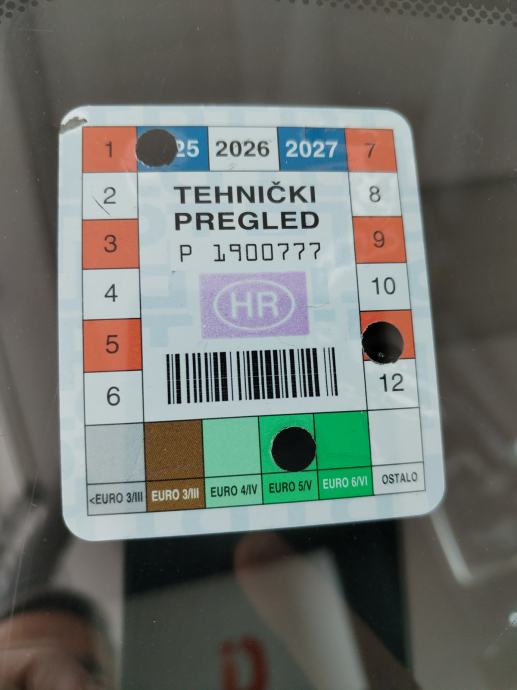 1 25 2026 2027 7
2 TEHNIČKI 8
PREGLED
3 P 1900777 9
4 HR 10
5
6 12
<EURO 3/III EURO 3/III EURO 4/IV EURO 5/V EURO 6/VI OSTALO